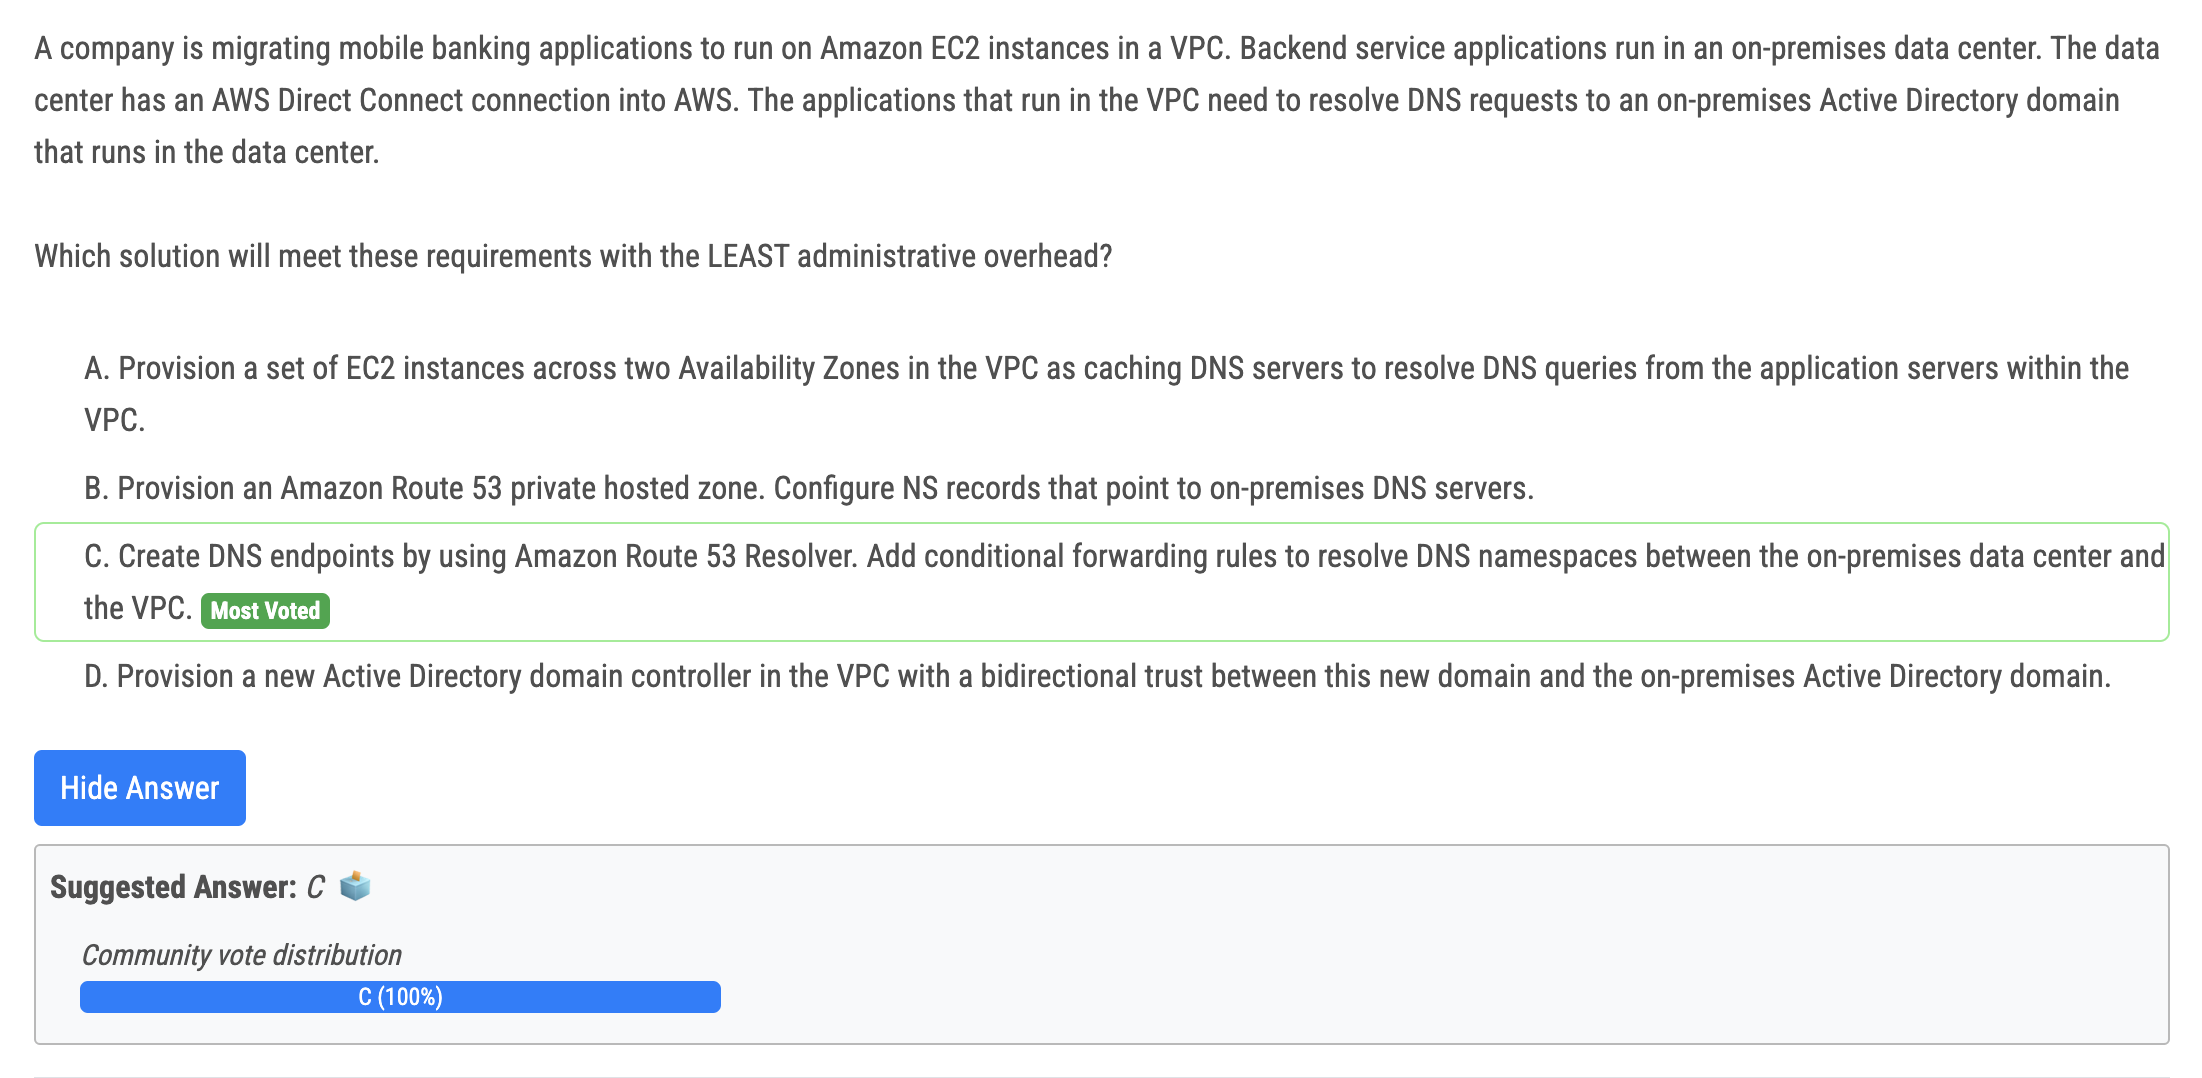 A company is migrating mobile banking applications to run on Amazon EC2 instances in a VPC. Backend service applications run in an on-premises data center. The data
center has an AWS Direct Connect connection into AWS. The applications that run in the VPC need to resolve DNS requests to an on-premises Active Directory domain
that runs in the data center.
Which solution will meet these requirements with the LEAST administrative overhead?
A. Provision a set of EC2 instances across two Availability Zones in the VPC as caching DNS servers to resolve DNS queries from the application servers within the
VPC.
B. Provision an Amazon Route 53 private hosted zone. Configure NS records that point to on-premises DNS servers.
C. Create DNS endpoints by using Amazon Route 53 Resolver. Add conditional forwarding rules to resolve DNS namespaces between the on-premises data center and
the VPC. Most Voted
D. Provision a new Active Directory domain controller in the VPC with a bidirectional trust between this new domain and the on-premises Active Directory domain.
Hide Answer
Suggested Answer: C
Community vote distribution
C (100%)